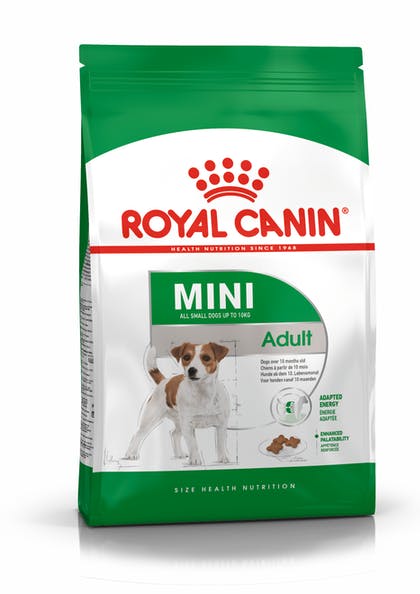 ROYAL CANIN®
HEALTH NUTRITION SINCE 1968
MINI
ALL SMALL DOGS UP TO 10KG
Adult
Dogs over 10 months old
Chiens à partir de 10 mois
Hunde ab dem 10. Lebensmonat
Voor honden vanaf 10 maanden
ADAPTED
ENERGY
ÉNERGIE
ADAPTÉE
ENHANCED
PALATABILITY
APPÉTENCE
RENFORCÉE
SIZE HEALTH NUTRITION